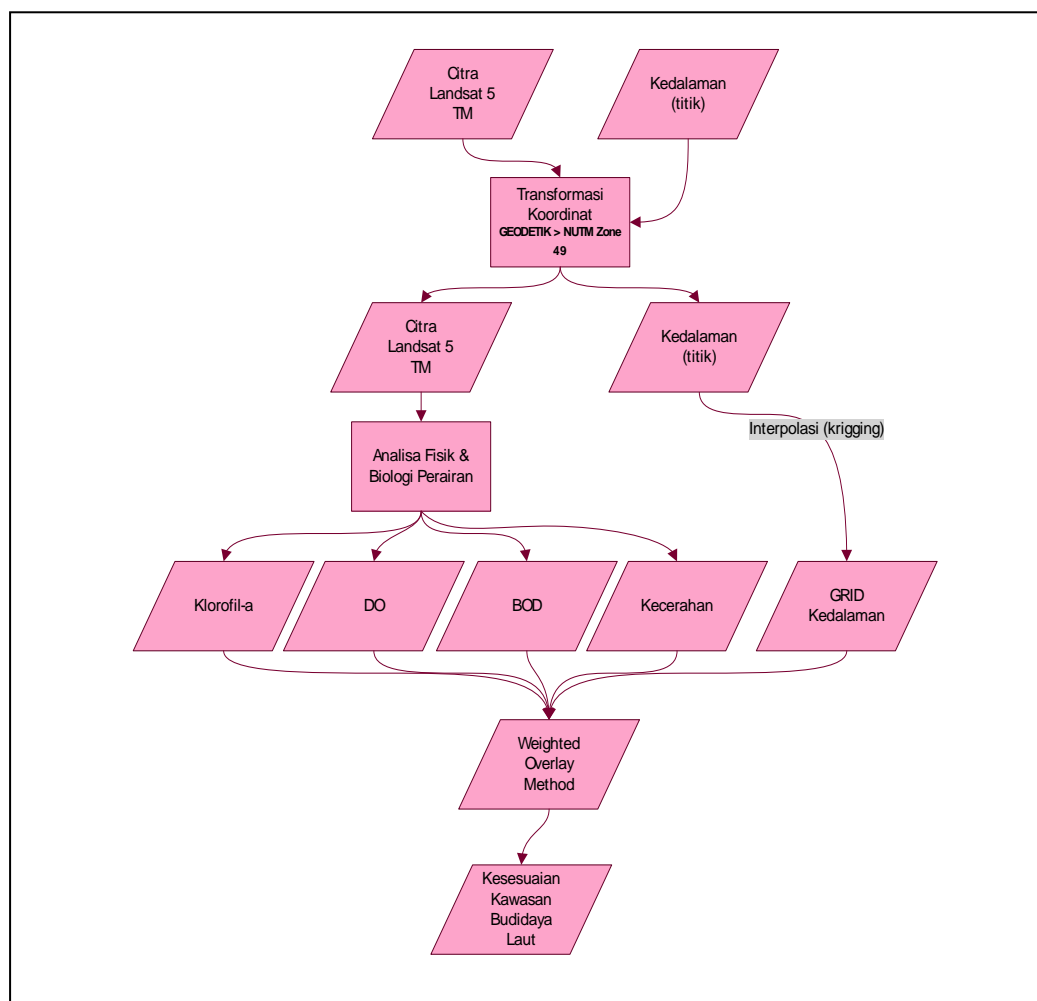 Citra
Landsat 5
TM
Kedalaman
(titik)
Transformasi
Koordinat
GEODETIK > NUTM Zone
49
Citra
Landsat 5
TM
Kedalaman
(titik)
Interpolasi (krigging)
Analisa Fisik &
Biologi Perairan
Klorofil-a
DO
BOD
Kecerahan
GRID
Kedalaman
Weighted
Overlay
Method
Kesesuaian
Kawasan
Budidaya
Laut